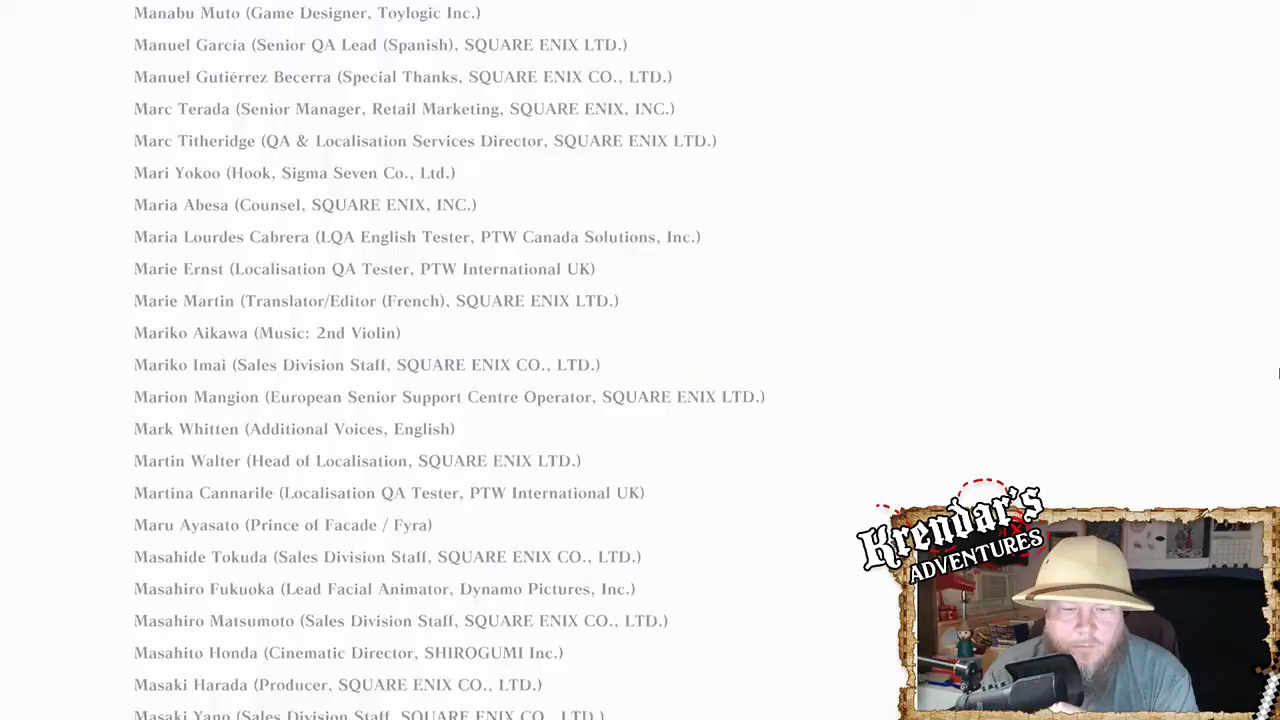 Manabu Muto (Game Designer, Toylogic Inc.)
Manuel García (Senior QA Lead (Spanish), SQUARE ENIX LTD.)
Manuel Gutiérrez Becerra (Special Thanks, SQUARE ENIX CO., LTD.)
Marc Terada (Senior Manager, Retail Marketing, SQUARE ENIX, INC.)
Marc Titheridge (QA & Localisation Services Director, SQUARE ENIX LTD.)
Mari Yokoo (Hook, Sigma Seven Co., Ltd.)
Maria Abesa (Counsel, SQUARE ENIX, INC.)
Maria Lourdes Cabrera (LQA English Tester, PTW Canada Solutions, Inc.)
Marie Ernst (Localisation QA Tester, PTW International UK)
Marie Martin (Translator/Editor (French), SQUARE ENIX LTD.)
Mariko Aikawa (Music: 2nd Violin)
Mariko Imai (Sales Division Staff, SQUARE ENIX CO., LTD.)
Marion Mangion (European Senior Support Centre Operator, SQUARE ENIX LTD.)
Mark Whitten (Additional Voices, English)
Martin Walter (Head of Localisation, SQUARE ENIX LTD.)
Martina Cannarile (Localisation QA Tester, PTW International UK)
Maru Ayasato (Prince of Facade / Fyra)
Masahide Tokuda (Sales Division Staff, SQUARE ENIX CO., LTD.)
Masahiro Fukuoka (Lead Facial Animator, Dynamo Pictures, Inc.)
Masahiro Matsumoto (Sales Division Staff, SQUARE ENIX CO., LTD.)
Masahito Honda (Cinematic Director, SHIROGUMI Inc.)
Masaki Harada (Producer, SQUARE ENIX CO., LTD.)
Masaki Yano (Sales Division Staff, SQUARE ENIX CO., LTD.)
Krendar's
ADVENTURES